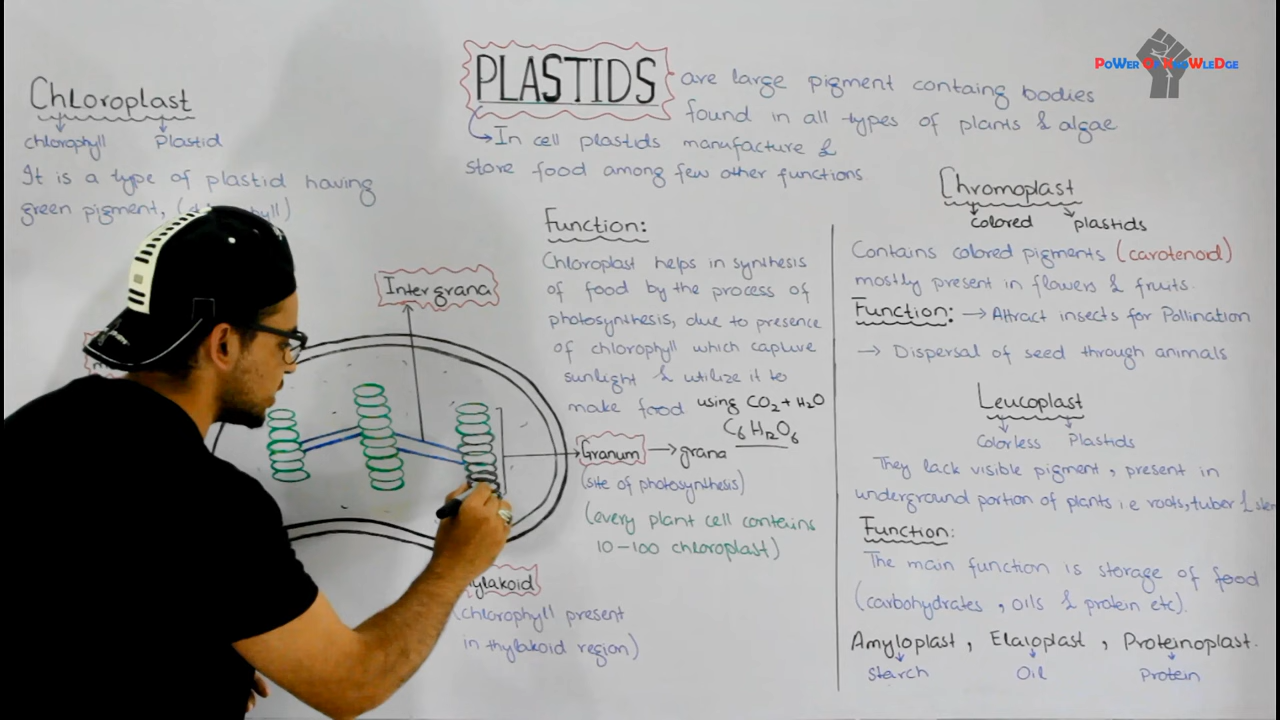 PoWer Of KnoWleDge
PLASTIDS are large pigment containg bodies
found in all types of plants & algae
In cell plastids manufacture &
store food among few other functions
Chloroplast
chlorophyll plastid
It is a type of plastid having
green pigment,
Intergrana
Granum → grana
(site of photosynthesis)
(every plant cell contains
10-100 chloroplast)
(chlorophyll present
in thylakoid region)
Function:
Chloroplast helps in synthesis
of food by the process of
photosynthesis, due to presence
of chlorophyll which capture
sunlight & utilize it to
make food using CO2 + H2O
C6H12O6
Chromoplast
colored plastids
Contains colored pigments (carotenoid)
mostly present in flowers & fruits.
Function: → Attract insects for Pollination
→ Dispersal of seed through animals
Leucoplast
Colorless Plastids
They lack visible pigment, present in
underground portion of plants i.e roots, tuber &
Function:
The main function is storage of food
(carbohydrates, oils & protein etc).
Amyloplast, Elaioplast, Proteinoplast.
Starch Oil Protein